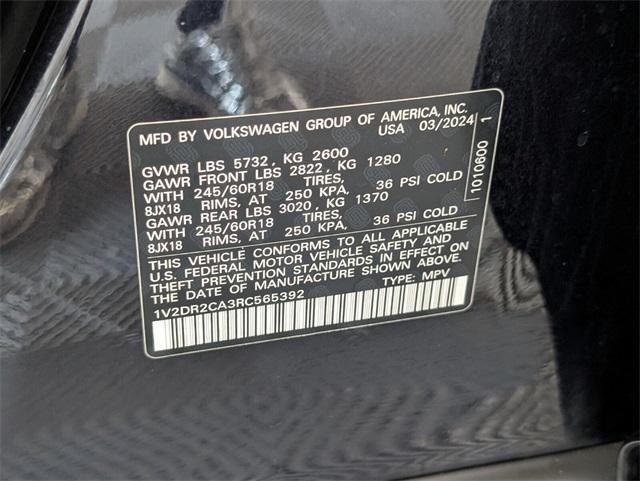 MFD BY VOLKSWAGEN GROUP OF AMERICA, INC.
USA 03/2024
GVWR LBS 5732, KG 2600
GAWR FRONT LBS 2822, KG 1280
WITH 245/60R18 TIRES,
8JX18 RIMS, AT 250 KPA, 36 PSI COLD
GAWR REAR LBS 3020, KG 1370
WITH 245/60R18 TIRES,
8JX18 RIMS, AT 250 KPA, 36 PSI COLD
THIS VEHICLE CONFORMS TO ALL APPLICABLE
U.S. FEDERAL MOTOR VEHICLE SAFETY AND
THEFT PREVENTION STANDARDS IN EFFECT ON
THE DATE OF MANUFACTURE SHOWN ABOVE.
1V2DR2CA3RC565392 TYPE: MPV
1010600 1